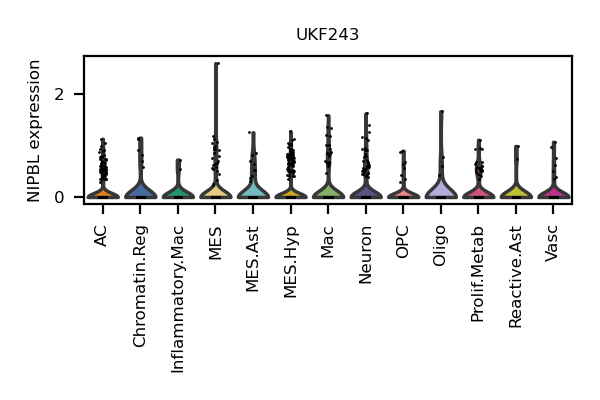 UKF243
NIPBL expression
2
0
AC
Chromatin.Reg
Inflammatory.Mac
MES
MES.Ast
MES.Hyp
Mac
Neuron
OPC
Oligo
Prolif.Metab
Reactive.Ast
Vasc